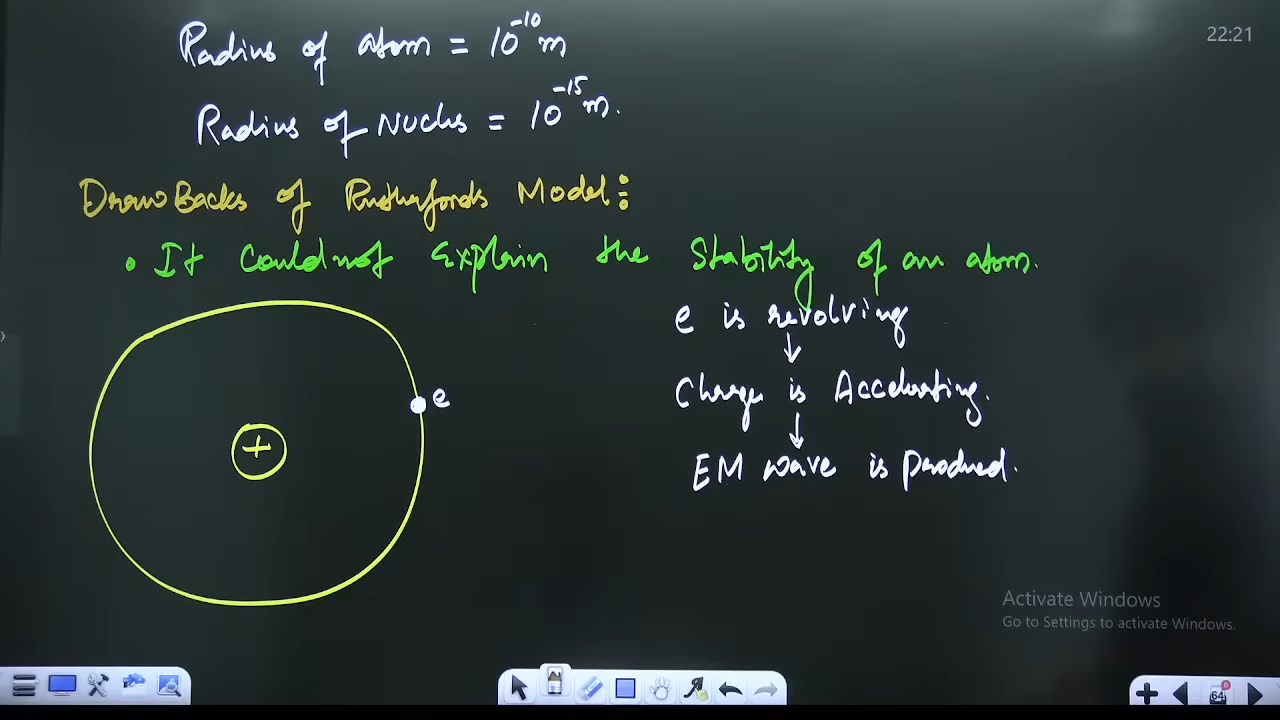 22:21
Radius of atom = 10⁻¹⁰ m
Radius of Nucles = 10⁻¹⁵ m.
DrawBacks of Rutherfords Model:
• It Could not explain the Stability of an atom.
e is revolving
↓
Charge is Accelerating.
↓
EM wave is produced.
e
+
Activate Windows
Go to Settings to activate Windows.
64